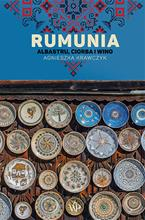 RUMUNIA
ALBASTRU, CIORBA I WINO
AGNIESZKA KRAWCZYK